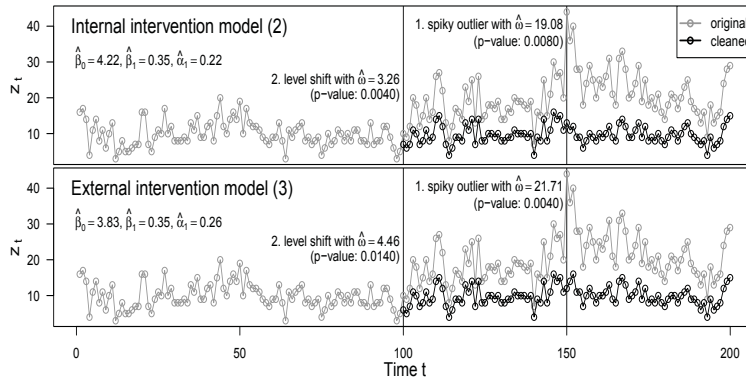 Internal intervention model (2)
β̂₀ = 4.22, β̂₁ = 0.35, α̂₁ = 0.22
1. spiky outlier with ω̂ = 19.08
(p−value: 0.0080)
2. level shift with ω̂ = 3.26
(p−value: 0.0040)
original
cleaned
z t
40
30
20
10
External intervention model (3)
β̂₀ = 3.83, β̂₁ = 0.35, α̂₁ = 0.26
1. spiky outlier with ω̂ = 21.71
(p−value: 0.0040)
2. level shift with ω̂ = 4.46
(p−value: 0.0140)
z t
40
30
20
10
0 50 100 150 200
Time t